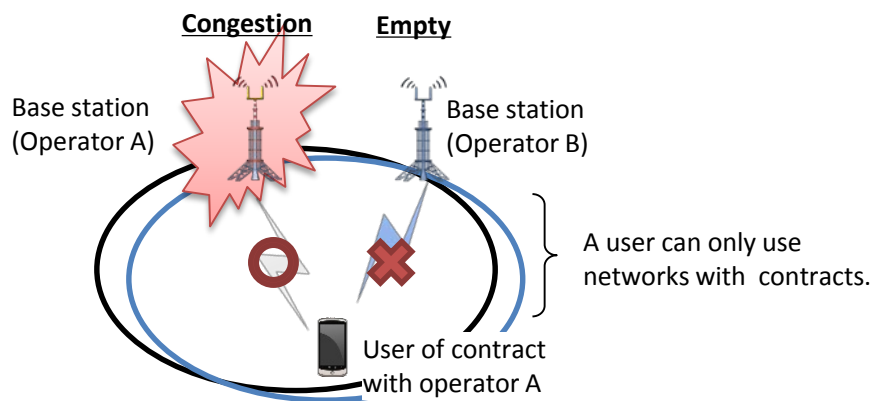 Congestion
Empty
Base station
(Operator A)
Base station
(Operator B)
A user can only use
networks with contracts.
User of contract
with operator A